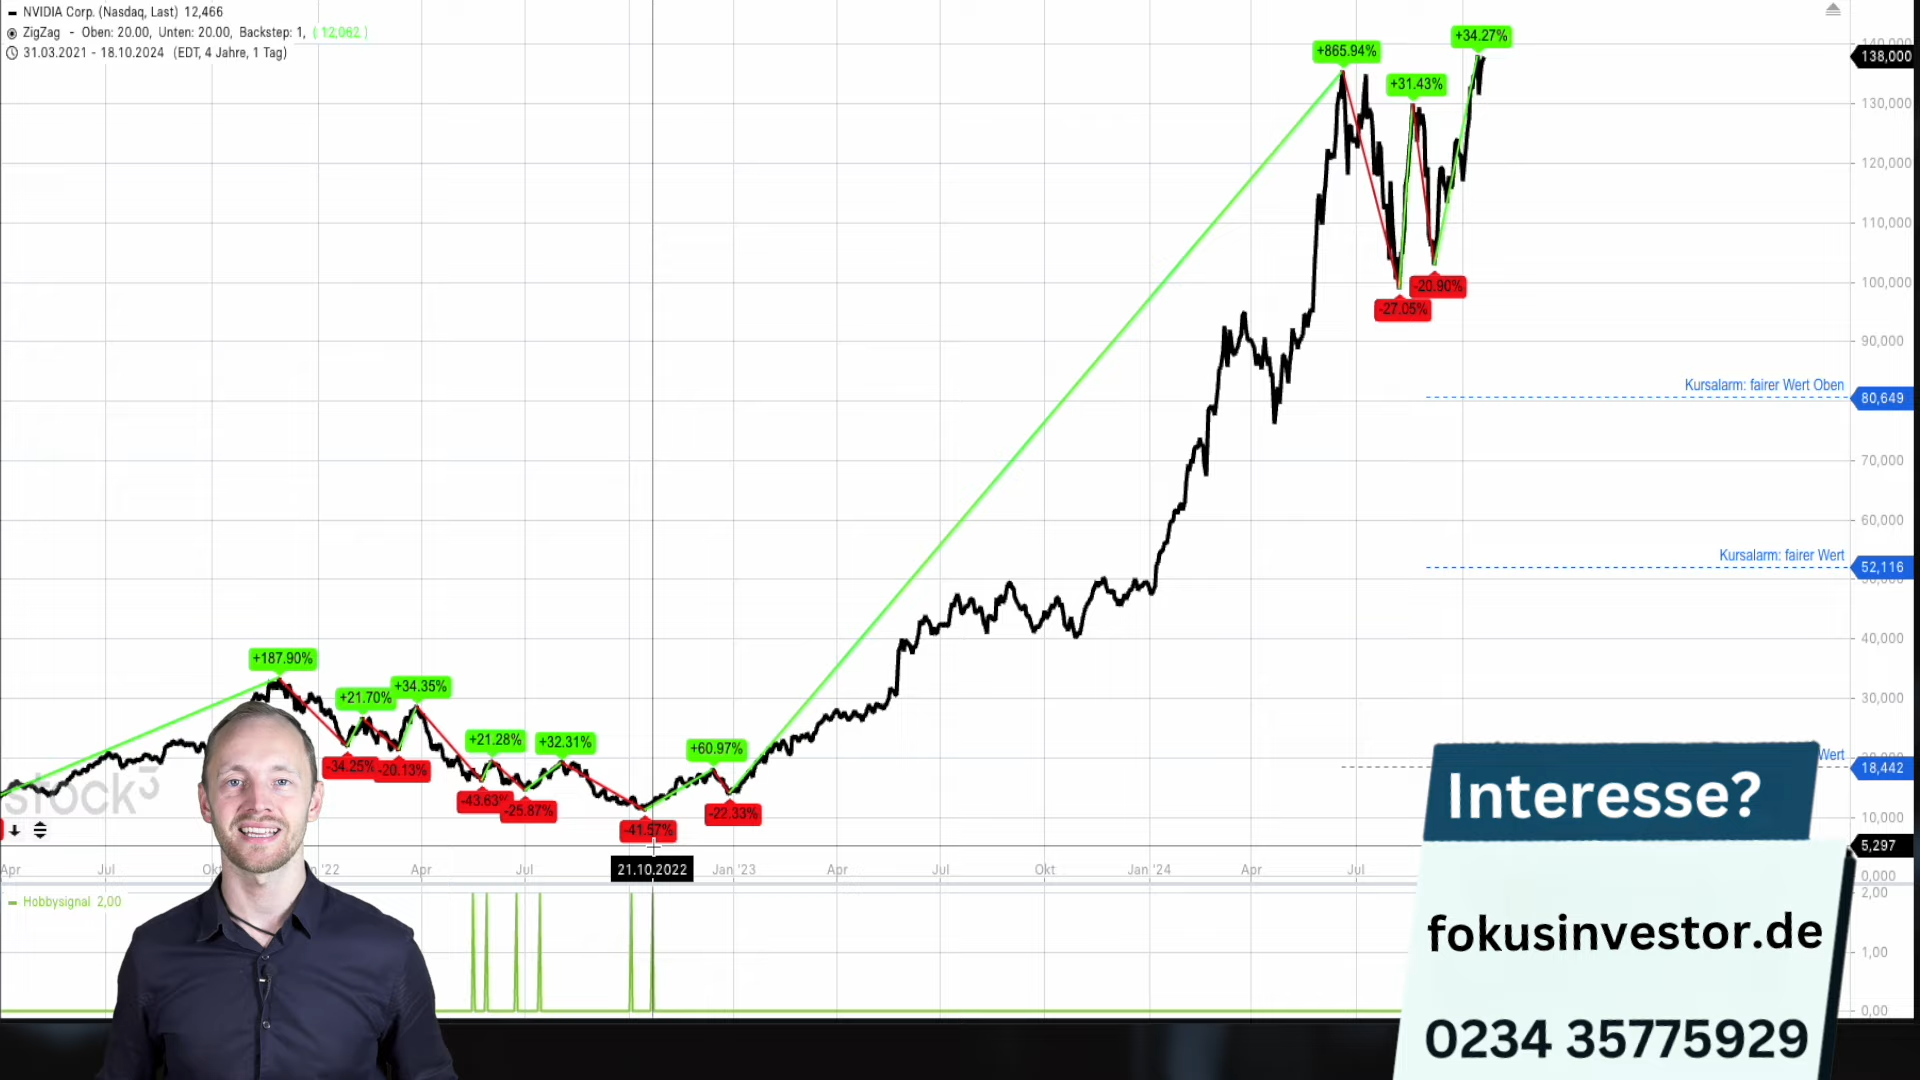 NVIDIA Corp. (Nasdaq, Last) 12,466
ZigZag - Oben: 20.00, Unten: 20.00, Backstep: 1, ( 12,062 )
31.03.2021 - 18.10.2024 (EDT, 4 Jahre, 1 Tag)
+34.27%
+865.94%
+31.43%
138,000
130,000
120,000
110,000
100,000
-20.90%
-27.05%
90,000
Kursalarm: fairer Wert Oben
80,649
70,000
60,000
Kursalarm: fairer Wert
52,116
40,000
30,000
+187.90%
+21.70%
+34.35%
+21.28%
+32.31%
+60.97%
Wert
18,442
-34.25%
-20.13%
-43.63%
-25.87%
-41.57%
-22.33%
stock3
10,000
5,297
0,000
Apr
Jul
Apr
Jul
21.10.2022
Jan '23
Apr
Jul
Okt
Jan '24
Apr
Jul
Hobbysignal 2,00
2,00
1,00
0,00
Interesse?
fokusinvestor.de
0234 35775929